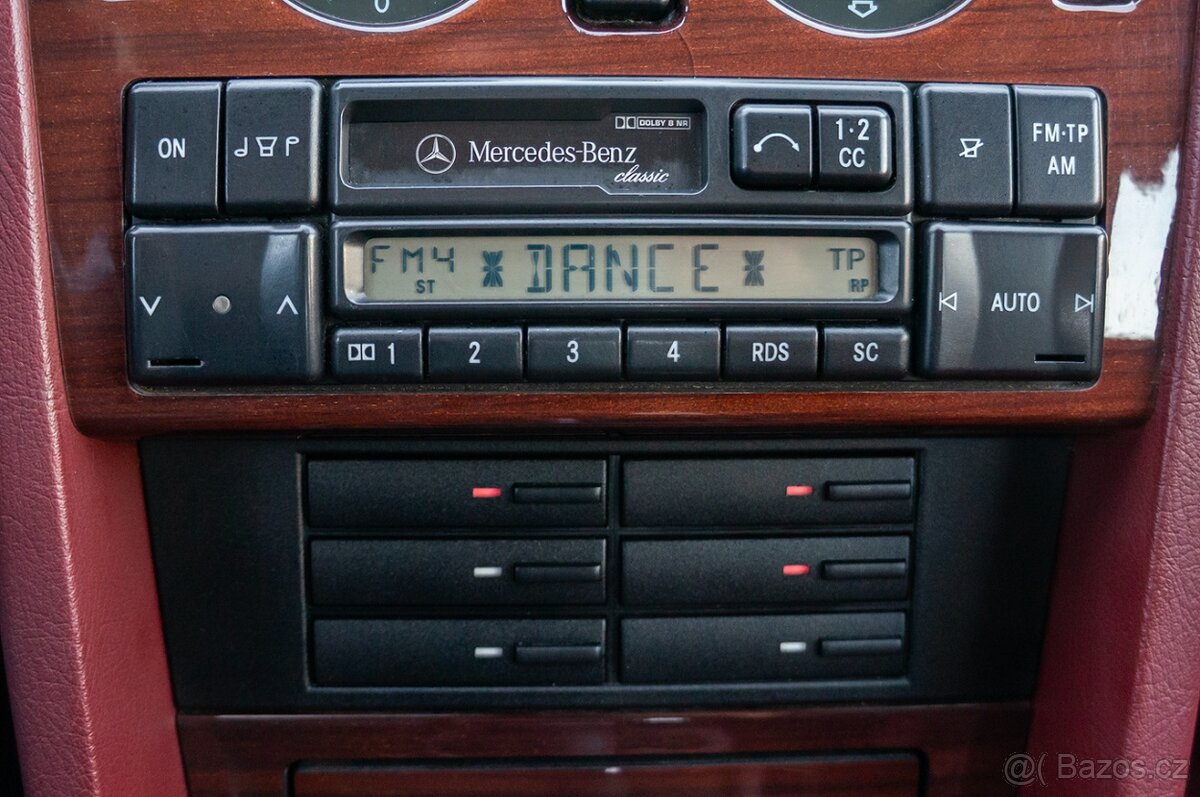 0
ON
DOLBY B NR
Mercedes-Benz
classic
1·2
CC
FM·TP
AM
FM4 ST *DANCE* TP RP
AUTO
1 2 3 4 RDS SC
@( Bazos.cz